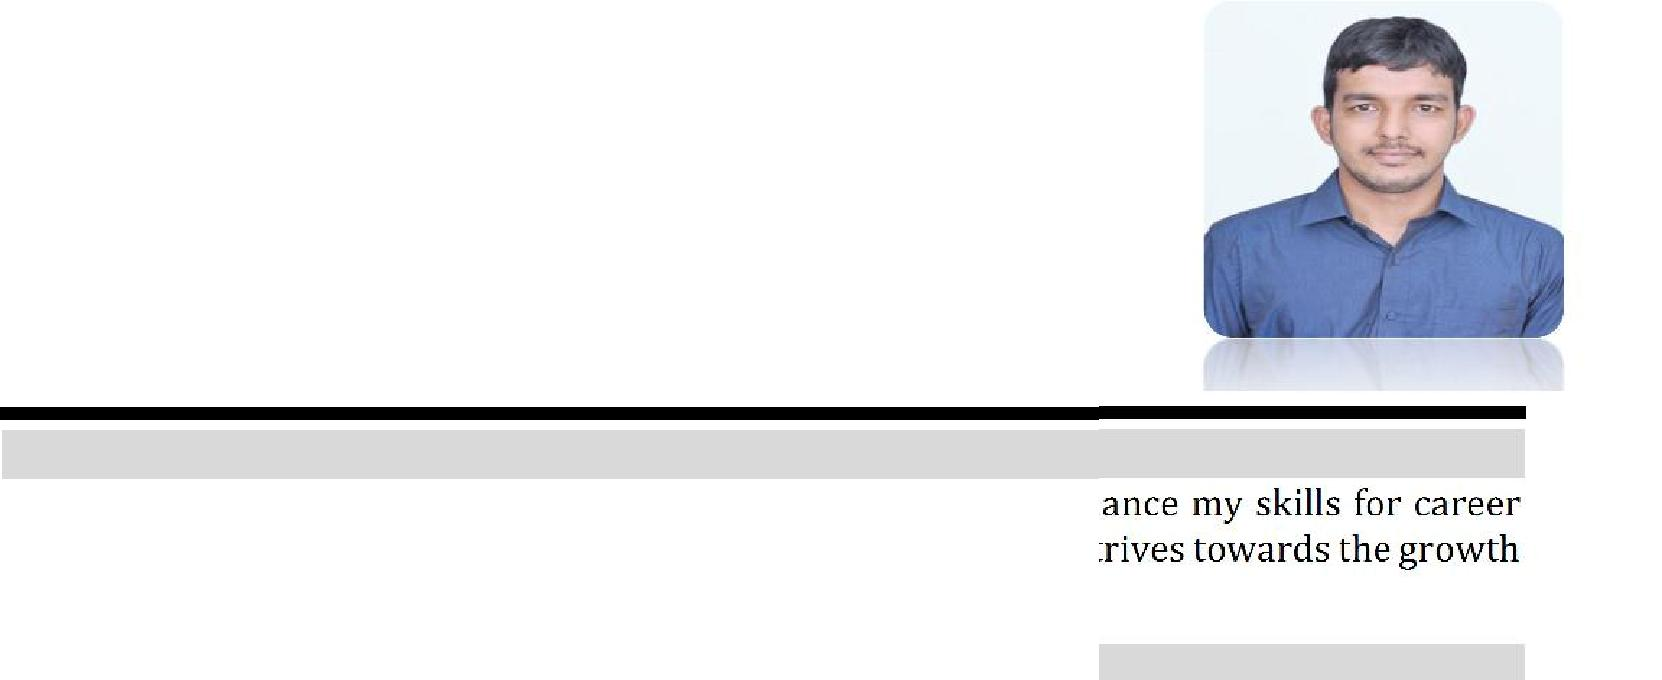 ance my skills for career
rives towards the growth